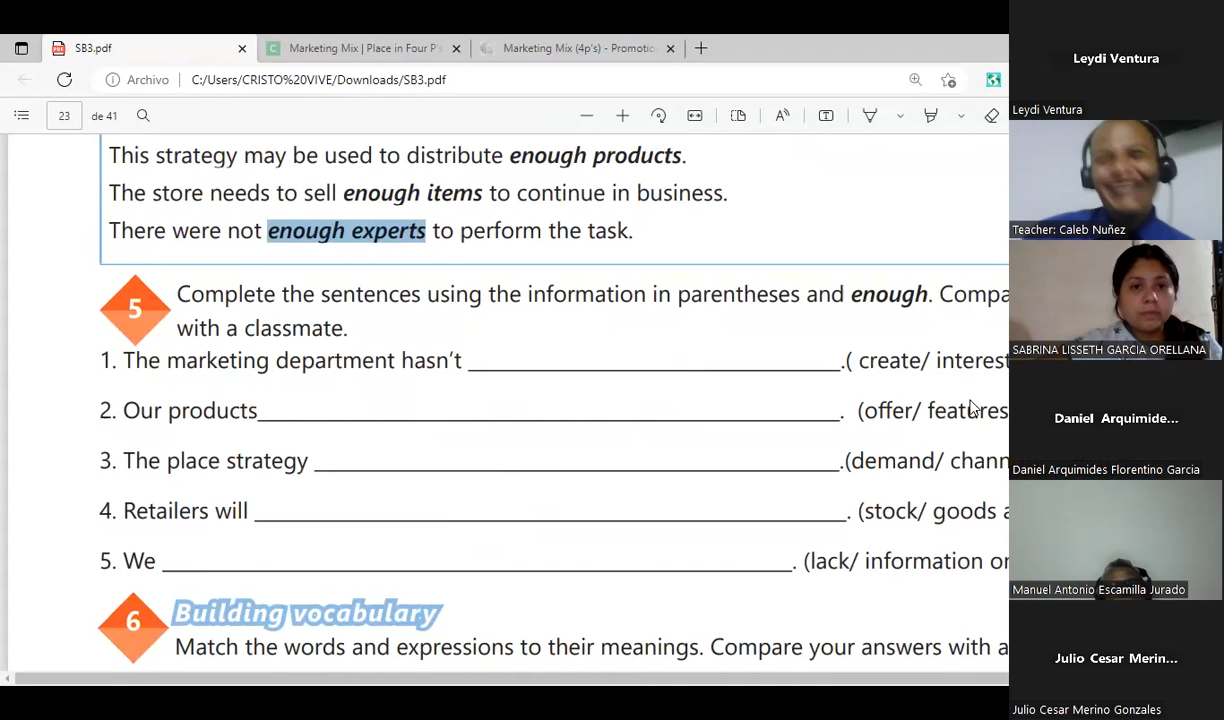 SB3.pdf
Marketing Mix | Place in Four P's
Marketing Mix (4p's) - Promotio
Archivo
C:/Users/CRISTO%20VIVE/Downloads/SB3.pdf
23 de 41
This strategy may be used to distribute enough products.
The store needs to sell enough items to continue in business.
There were not enough experts to perform the task.
5 Complete the sentences using the information in parentheses and enough. Compa
with a classmate.
1. The marketing department hasn't ________________.( create/ interest
2. Our products________________. (offer/ features
3. The place strategy ________________.(demand/ chann
4. Retailers will ________________. (stock/ goods a
5. We ________________. (lack/ information or
6 Building vocabulary
Match the words and expressions to their meanings. Compare your answers with a
Leydi Ventura
Leydi Ventura
Teacher: Caleb Nuñez
SABRINA LISSETH GARCIA ORELLANA
Daniel Arquimide...
Daniel Arquimides Florentino Garcia
Manuel Antonio Escamilla Jurado
Julio Cesar Merin...
Julio Cesar Merino Gonzales